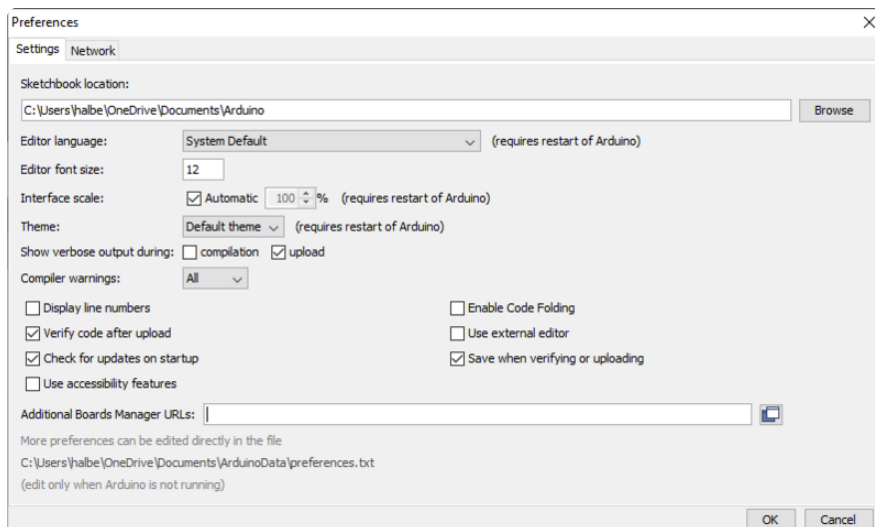 Preferences
Settings Network
Sketchbook location:
C:\Users\halbe\OneDrive\Documents\Arduino Browse
Editor language: System Default (requires restart of Arduino)
Editor font size: 12
Interface scale: Automatic 100 % (requires restart of Arduino)
Theme: Default theme (requires restart of Arduino)
Show verbose output during: compilation upload
Compiler warnings: All
Display line numbers Enable Code Folding
Verify code after upload Use external editor
Check for updates on startup Save when verifying or uploading
Use accessibility features
Additional Boards Manager URLs:
More preferences can be edited directly in the file
C:\Users\halbe\OneDrive\Documents\ArduinoData\preferences.txt
(edit only when Arduino is not running)
OK Cancel